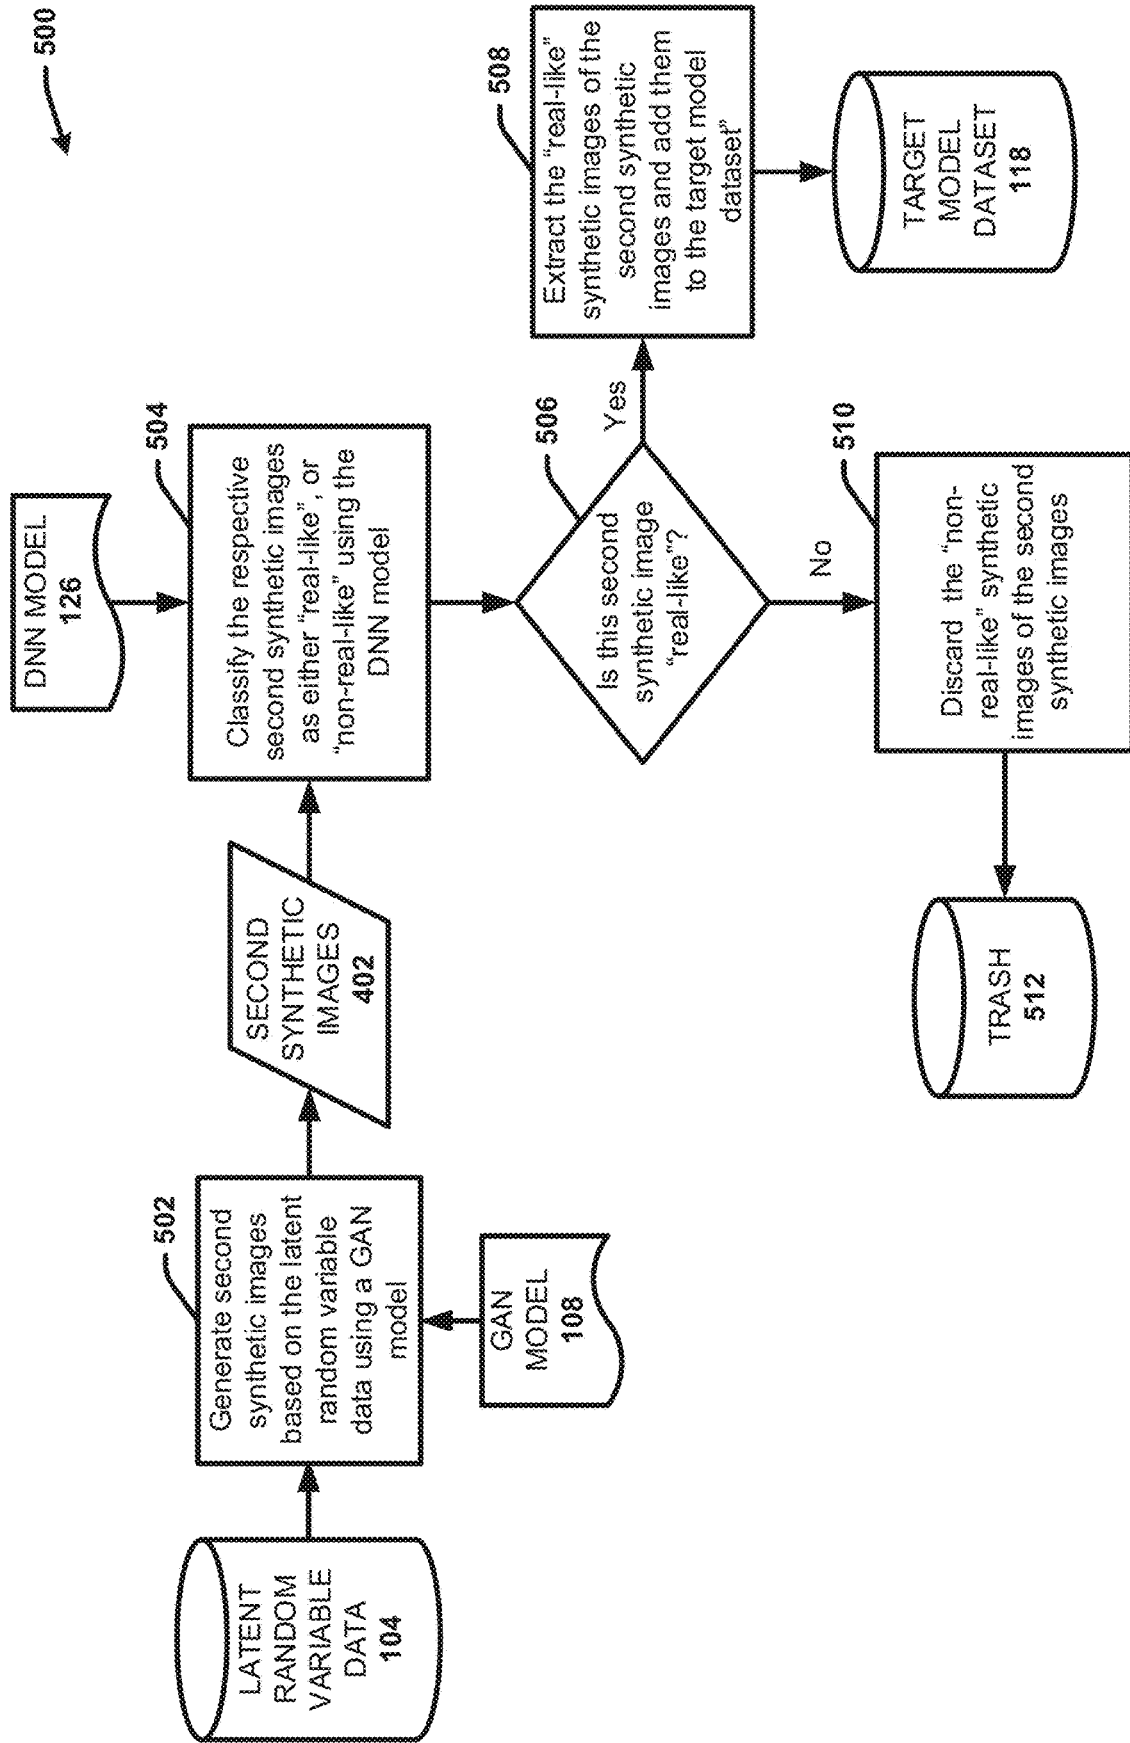 500
LATENT
RANDOM
VARIABLE
DATA
104
502
Generate second
synthetic images
based on the latent
random variable
data using a GAN
model
GAN
MODEL
108
SECOND
SYNTHETIC
IMAGES
402
DNN MODEL
126
504
Classify the respective
second synthetic images
as either “real-like”, or
“non-real-like” using the
DNN model
506
Is this second
synthetic image
“real-like”?
Yes
No
508
Extract the “real-like”
synthetic images of the
second synthetic
images and add them
to the target model
dataset”
TARGET
MODEL
DATASET
118
510
Discard the “non-
real-like” synthetic
images of the second
synthetic images
TRASH
512